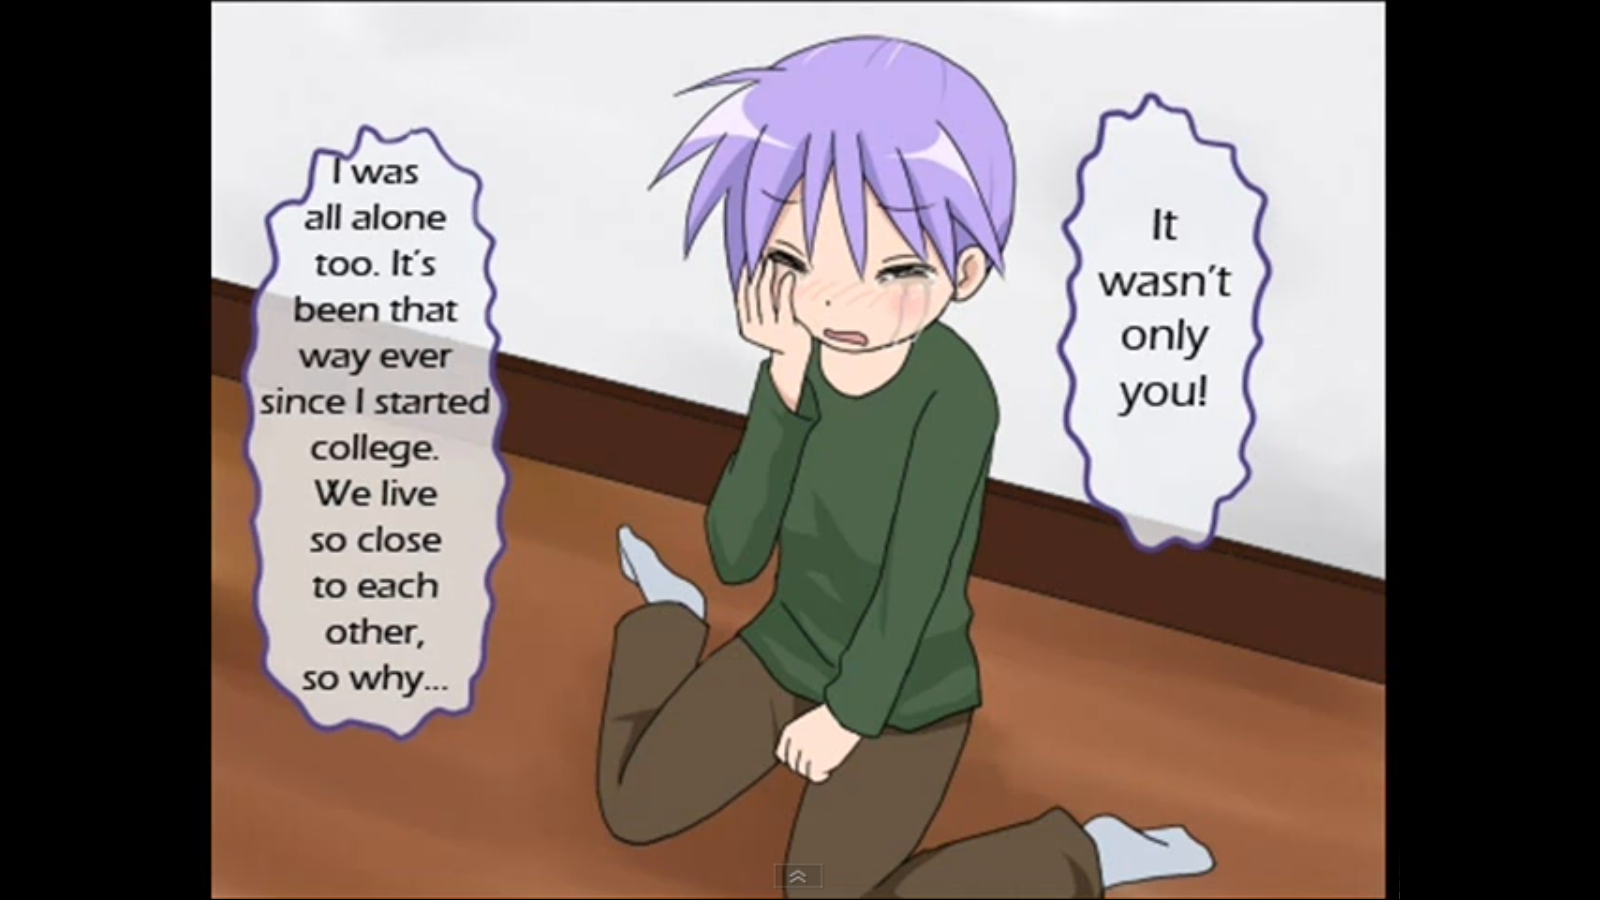 I was
all alone
too. It's
been that
way ever
since I started
college.
We live
so close
to each
other,
so why...
It
wasn't
only
you!